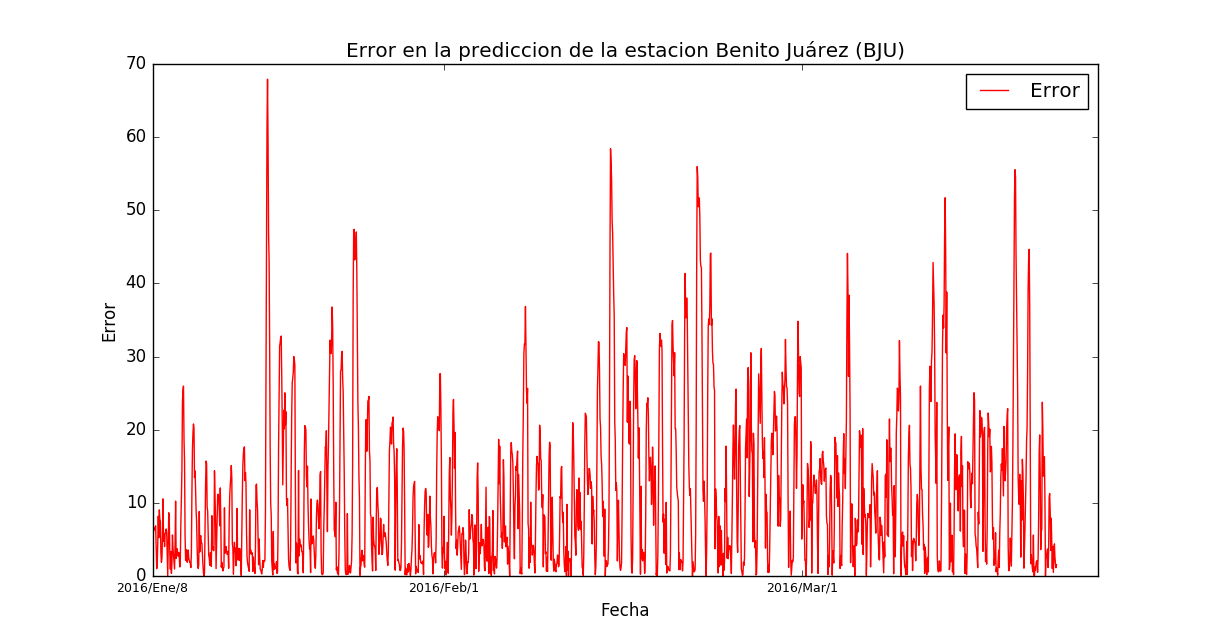 Error en la prediccion de la estacion Benito Juárez (BJU)
70
60
50
40
30
20
10
0
Error
Error
2016/Ene/8
2016/Feb/1
2016/Mar/1
Fecha